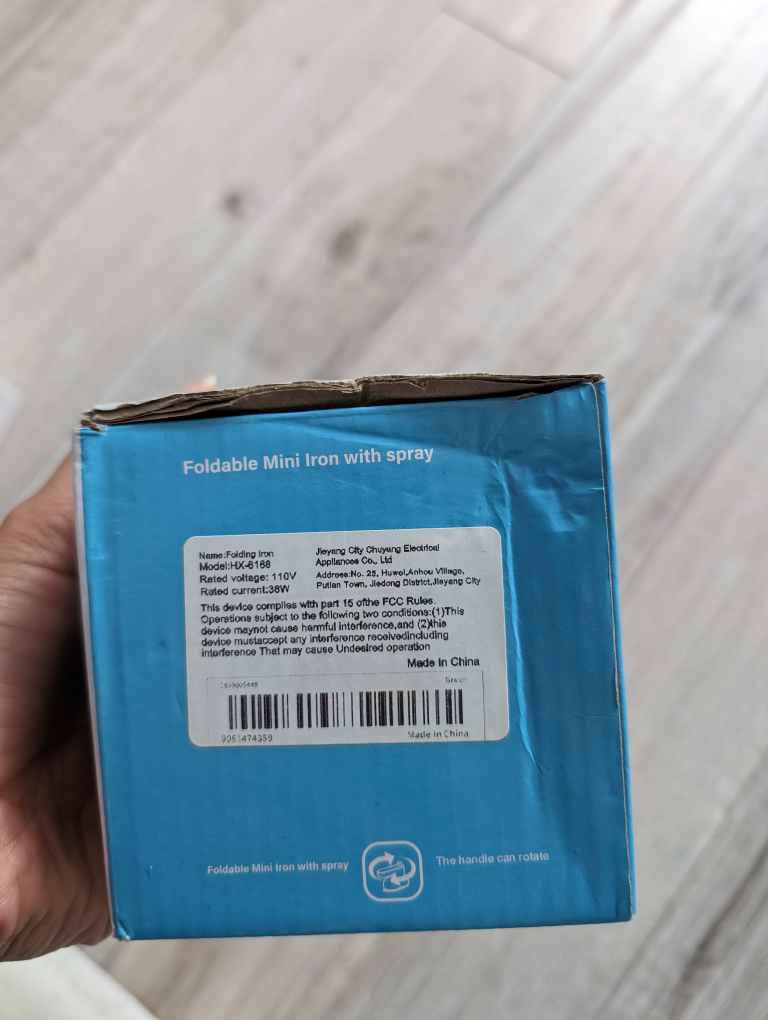 Foldable Mini Iron with spray
Name:Folding Iron
Model:HX-6168
Rated voltage: 110V
Rated current:36W
Jieyang City Chuyang Electrical
Appliances Co., Ltd
Address:No. 25, Huwei,Anhou Village,
Putian Town, Jiedong District,Jieyang City
This device complies with part 15 ofthe FCC Rules.
Operations subject to the following two conditions:(1)This
device maynot cause harmful interference,and (2)this
device mustaccept any interference receivedincluding
interference That may cause Undesired operation
Made in China
Green
9061474359
Made In China
Foldable Mini Iron with spray
The handle can rotate